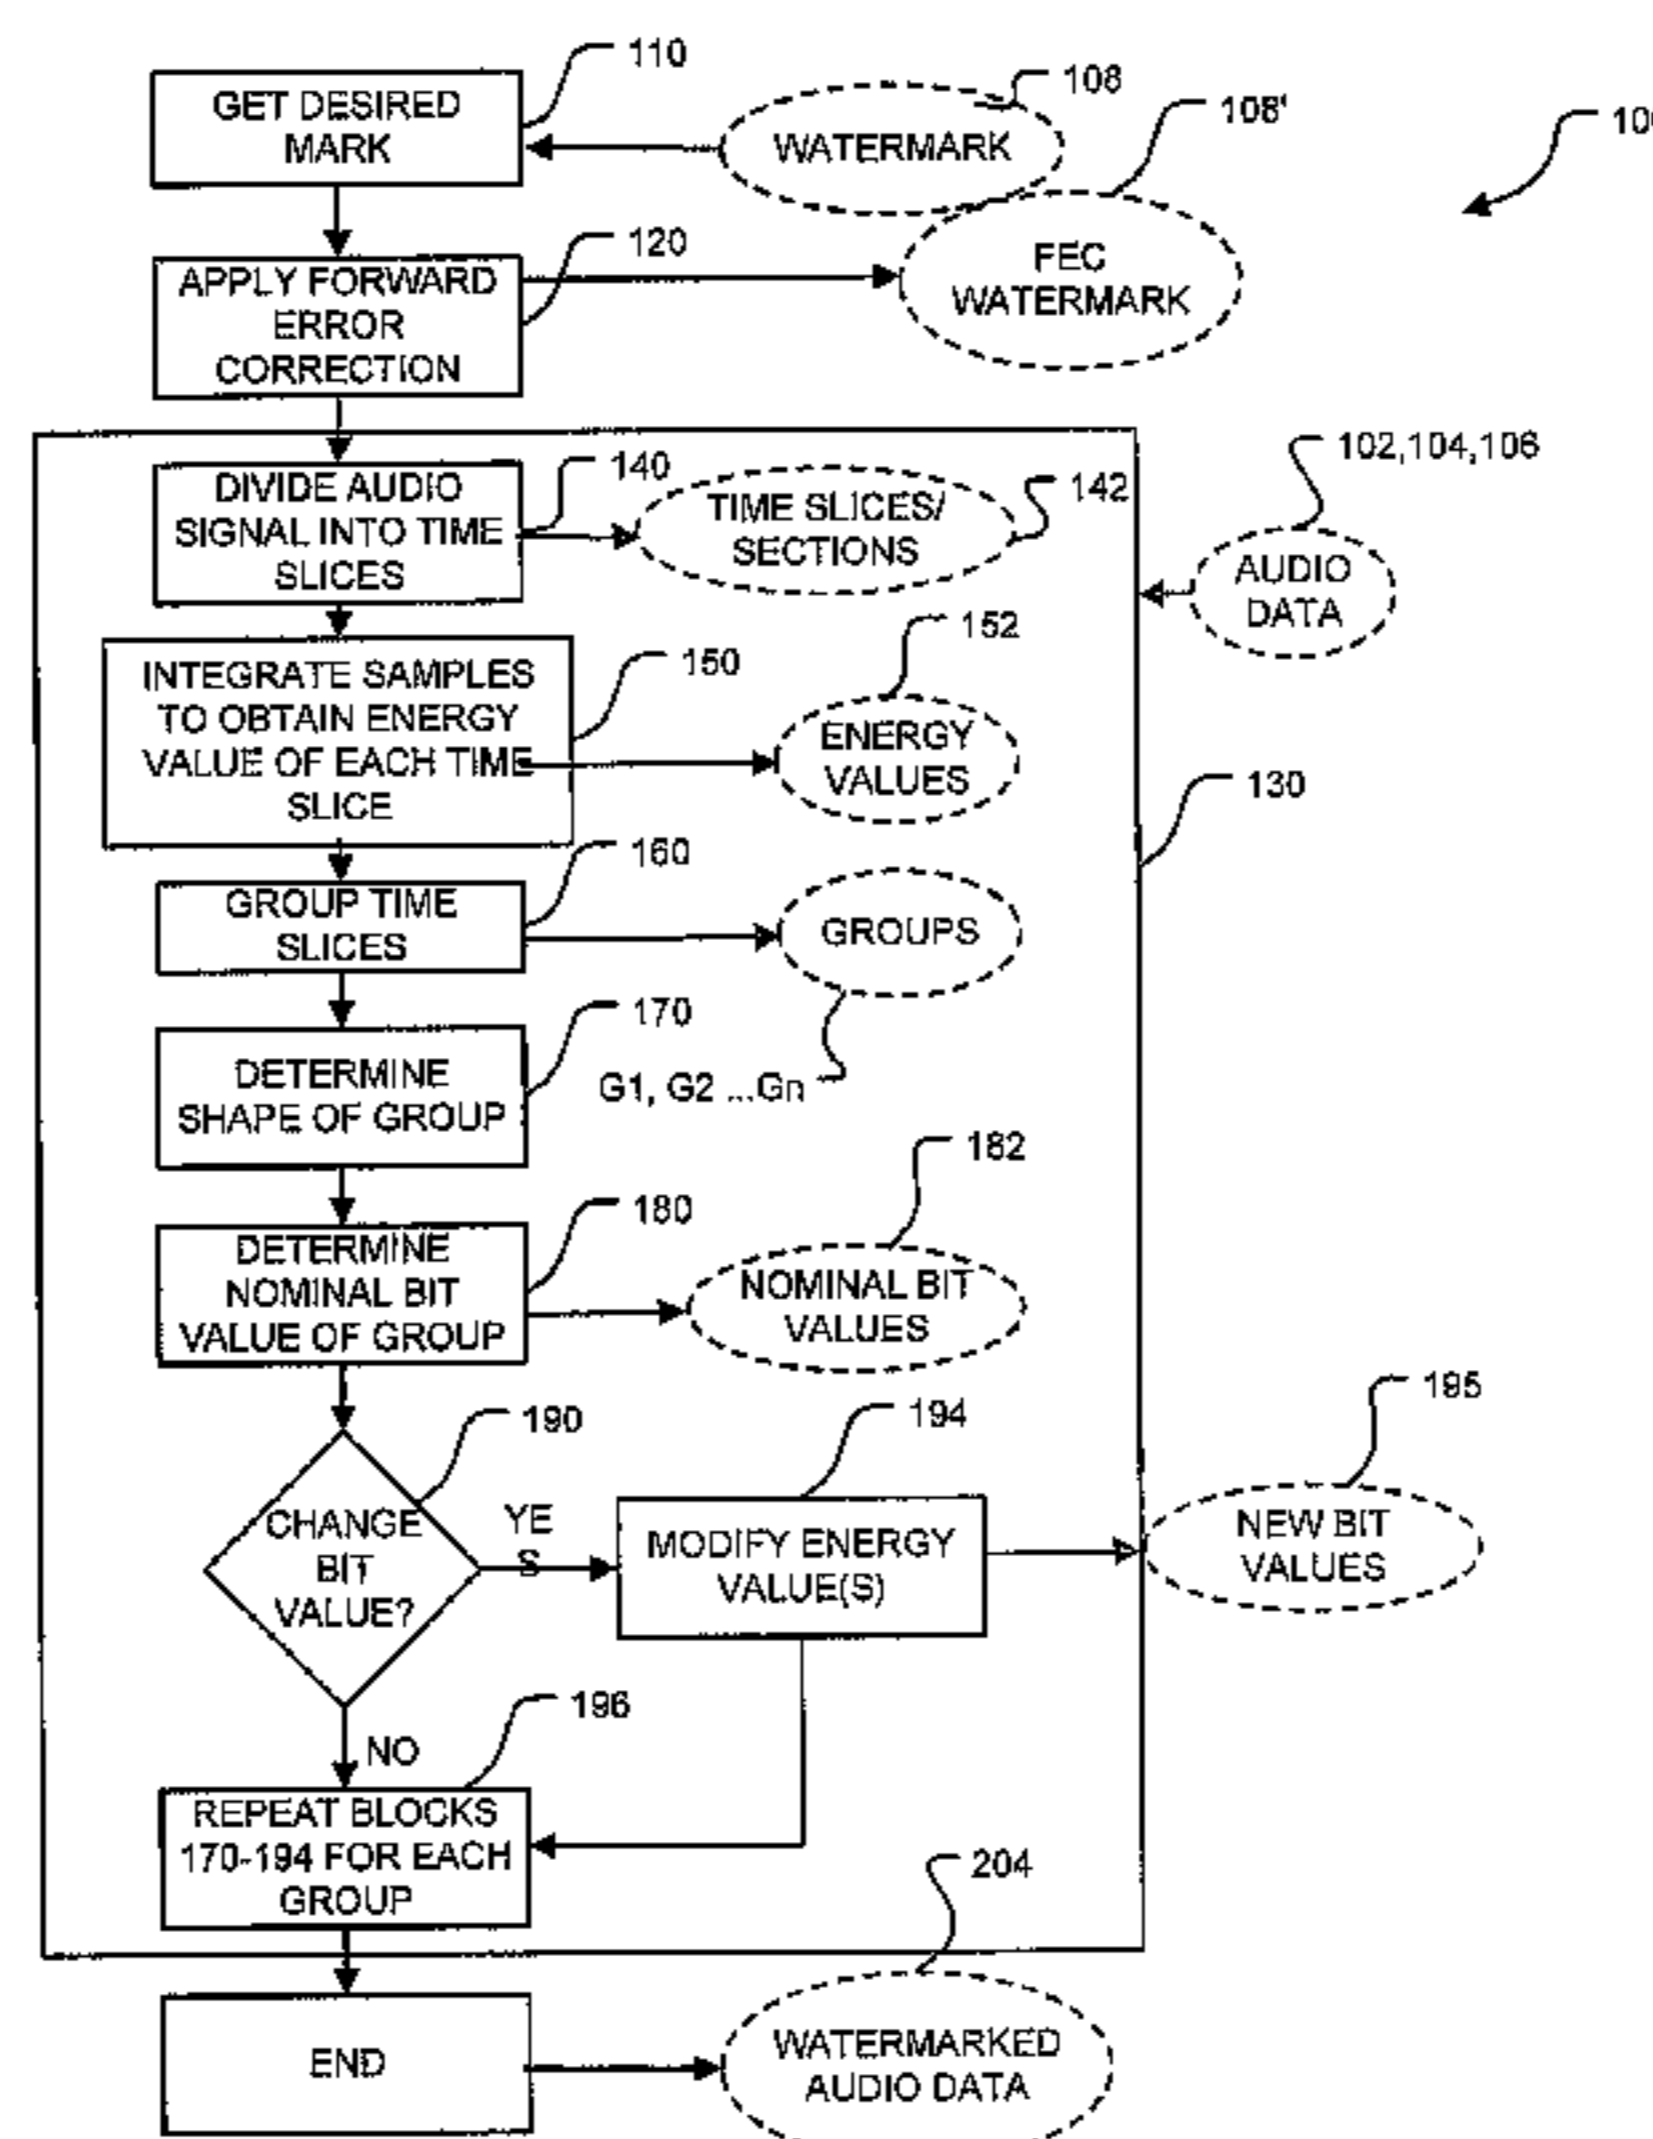 110
GET DESIRED
MARK
108
WATERMARK
108'
120
APPLY FORWARD
ERROR
CORRECTION
FEC
WATERMARK
102,104,106
AUDIO
DATA
DIVIDE AUDIO
SIGNAL INTO TIME
SLICES
140
TIME SLICES/
SECTIONS
142
INTEGRATE SAMPLES
TO OBTAIN ENERGY
VALUE OF EACH TIME
SLICE
150
152
ENERGY
VALUES
130
160
GROUP TIME
SLICES
GROUPS
G1, G2 ...Gn
170
DETERMINE
SHAPE OF GROUP
180
DETERMINE
NOMINAL BIT
VALUE OF GROUP
182
NOMINAL BIT
VALUES
190
CHANGE
BIT
VALUE?
YE
S
194
MODIFY ENERGY
VALUE(S)
195
NEW BIT
VALUES
NO
196
REPEAT BLOCKS
170-194 FOR EACH
GROUP
END
204
WATERMARKED
AUDIO DATA